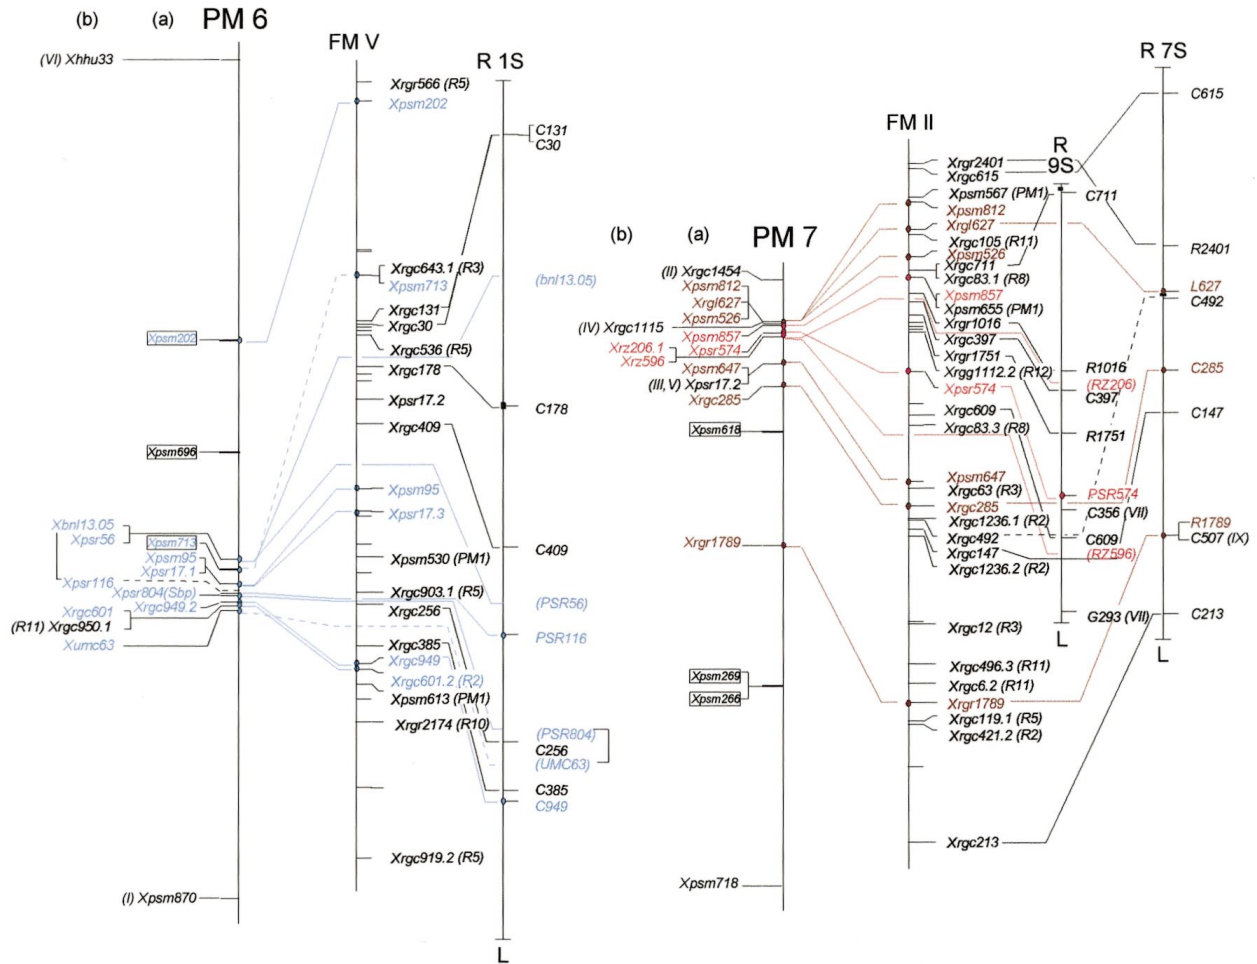 (b)
(a)
PM 6
(VI) Xhhu33
Xpsm202
Xpsm696
Xbnl13.05
Xpsr56
Xpsm713
Xpsm95
Xpsr17.1
Xpsr116
Xpsr804(Sbp)
Xrgc949.2
Xrgc601
(R11) Xrgc950.1
Xumc63
(I) Xpsm870
FM V
Xrgr566 (R5)
Xpsm202
Xrgc643.1 (R3)
Xpsm713
Xrgc131
Xrgc30
Xrgc536 (R5)
Xrgc178
Xpsr17.2
Xrgc409
Xpsm95
Xpsr17.3
Xpsm530 (PM1)
Xrgc903.1 (R5)
Xrgc256
Xrgc385
Xrgc949
Xrgc601.2 (R2)
Xpsm613 (PM1)
Xrgr2174 (R10)
Xrgc919.2 (R5)
R 1S
C131
C30
(bnl13.05)
C178
C409
(PSR56)
PSR116
(PSR804)
C256
(UMC63)
C385
C949
L
(b)
(a)
PM 7
(II) Xrgc1454
Xpsm812
Xrgl627
Xpsm526
(IV) Xrgc1115
Xpsm857
Xrz206.1
Xpsr574
Xrz596
Xpsm647
(III,V) Xpsr17.2
Xrgc285
Xpsm618
Xrgr1789
Xpsm269
Xpsm266
Xpsm718
FM II
Xrgr2401
Xrgc615
Xpsm567 (PM1)
Xpsm812
Xrgl627
Xrgc105 (R11)
Xpsm526
Xrgc711
Xrgc83.1 (R8)
Xpsm857
Xpsm655 (PM1)
Xrgr1016
Xrgc397
Xrgr1751
Xrgg1112.2 (R12)
Xpsr574
Xrgc609
Xrgc83.3 (R8)
Xpsm647
Xrgc63 (R3)
Xrgc285
Xrgc1236.1 (R2)
Xrgc492
Xrgc147
Xrgc1236.2 (R2)
Xrgc12 (R3)
Xrgc496.3 (R11)
Xrgc6.2 (R11)
Xrgr1789
Xrgc119.1 (R5)
Xrgc421.2 (R2)
Xrgc213
R
9S
C711
R1016
(RZ206)
C397
R1751
PSR574
C356 (VII)
C609
(RZ596)
G293 (VII)
L
R 7S
C615
R2401
L627
C492
C285
C147
R1789
C507 (IX)
C213
L